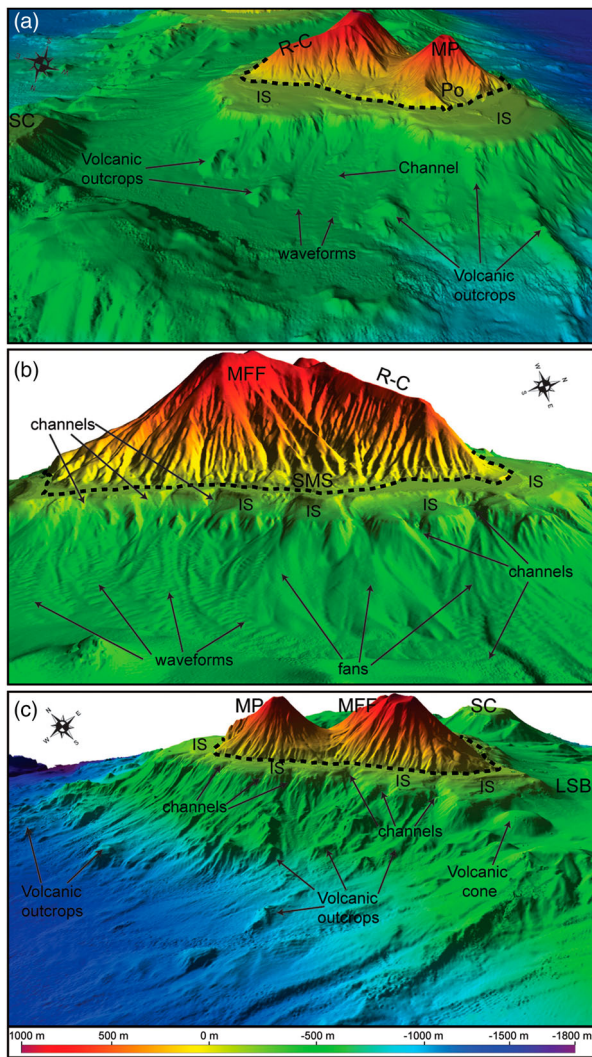 (a)
R-C
MP
Po
IS
IS
SC
Volcanic
outcrops
Channel
waveforms
Volcanic
outcrops
(b)
MFF
R-C
W
N
S
E
channels
SMS
IS
IS
IS
IS
channels
waveforms
fans
(c)
MP
MFF
SC
N
E
W
S
IS
IS
IS
IS
LSB
channels
channels
Volcanic
outcrops
Volcanic
outcrops
Volcanic
cone
1000 m 500 m 0 m -500 m -1000 m -1500 m -1800 m